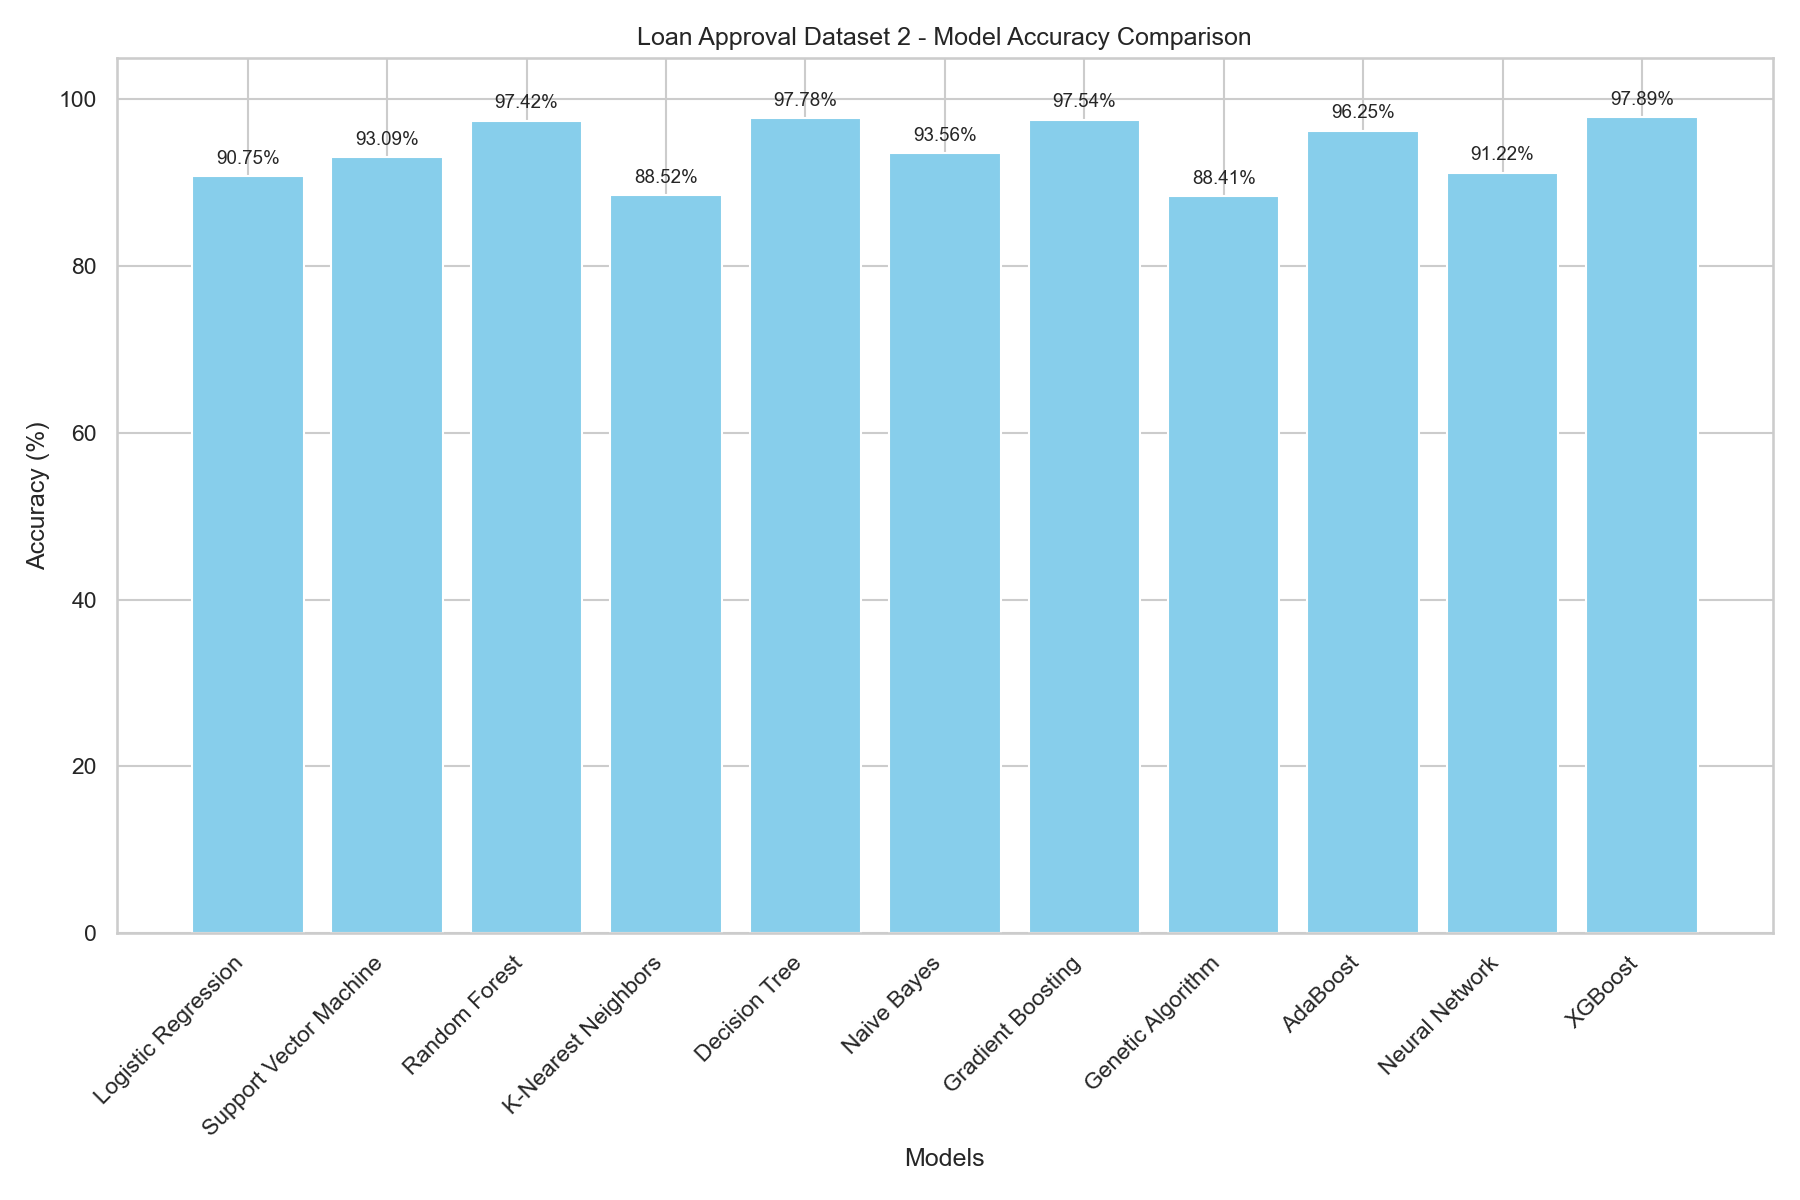 Loan Approval Dataset 2 - Model Accuracy Comparison
100
80
60
40
20
0
Accuracy (%)
90.75%
93.09%
97.42%
88.52%
97.78%
93.56%
97.54%
88.41%
96.25%
91.22%
97.89%
Logistic Regression
Support Vector Machine
Random Forest
K-Nearest Neighbors
Decision Tree
Naive Bayes
Gradient Boosting
Genetic Algorithm
AdaBoost
Neural Network
XGBoost
Models